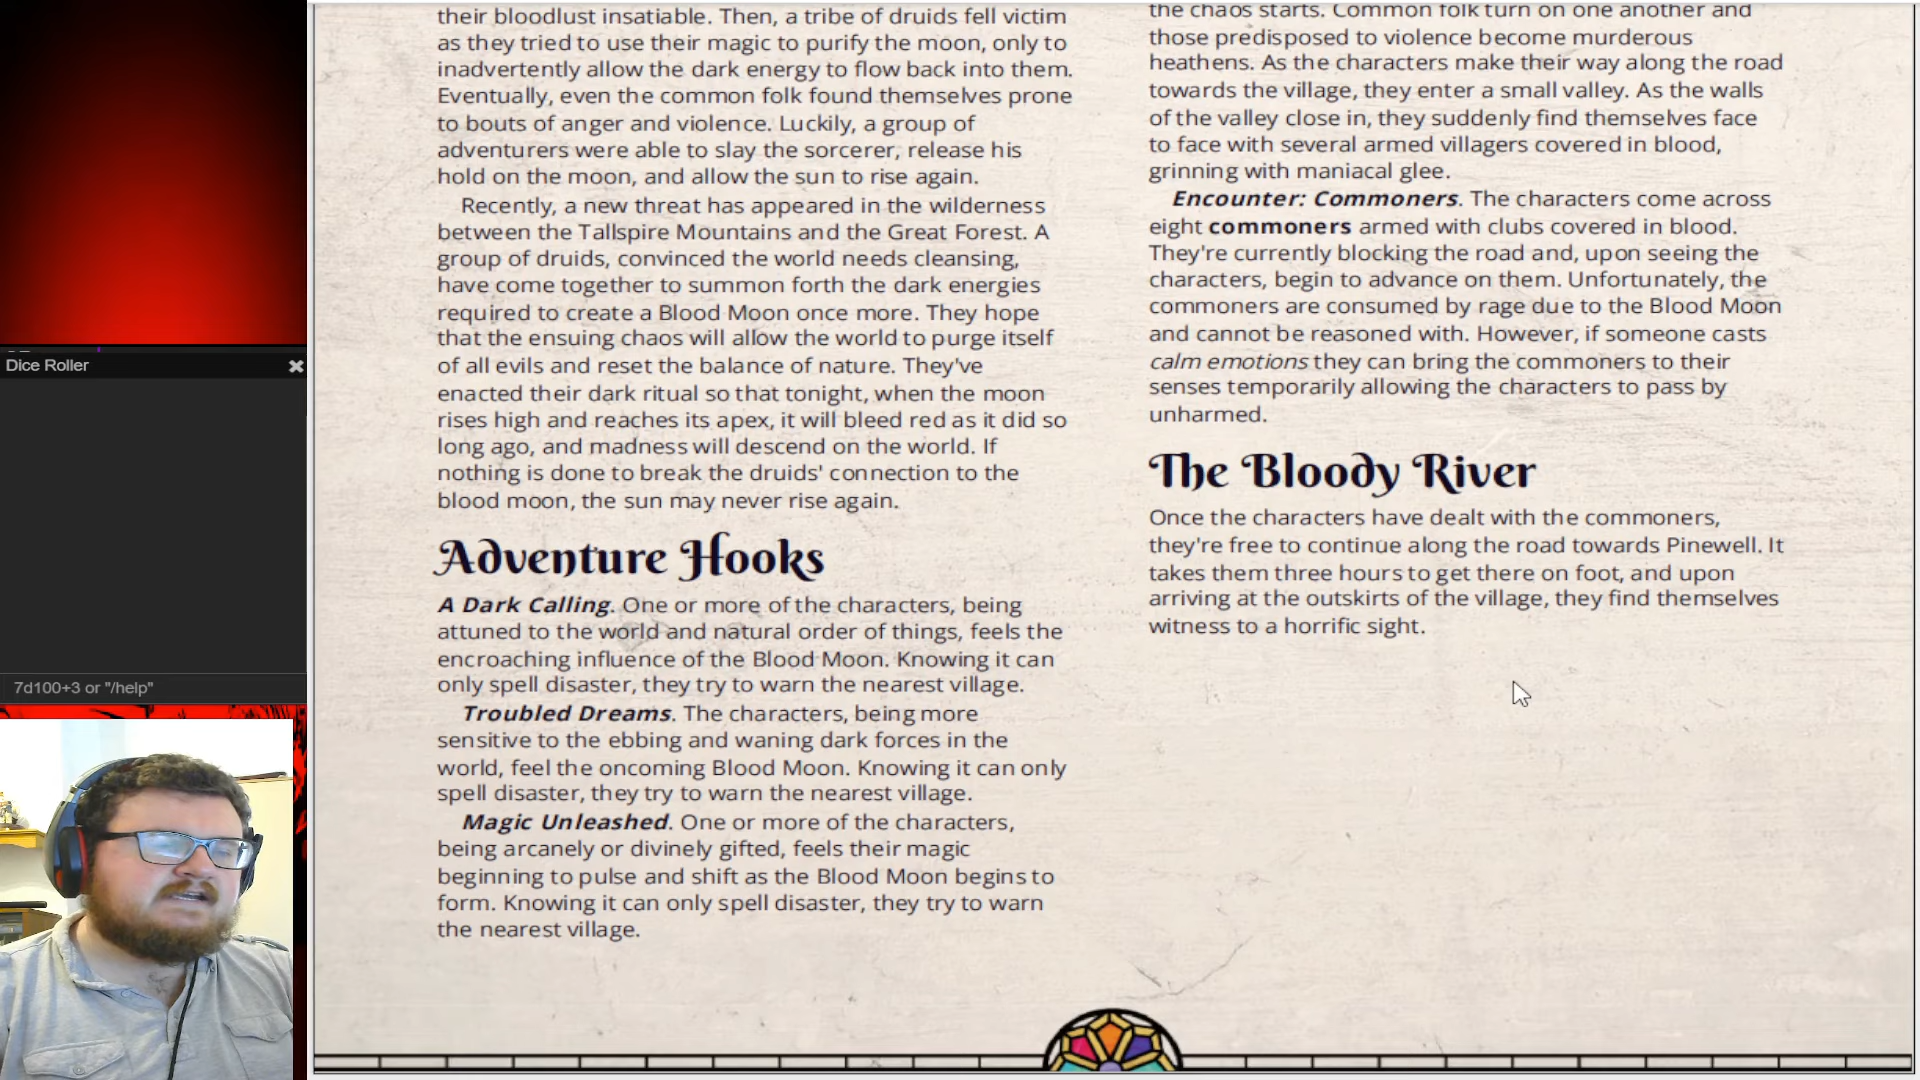 Dice Roller
7d100+3 or "/help"
their bloodlust insatiable. Then, a tribe of druids fell victim
as they tried to use their magic to purify the moon, only to
inadvertently allow the dark energy to flow back into them.
Eventually, even the common folk found themselves prone
to bouts of anger and violence. Luckily, a group of
adventurers were able to slay the sorcerer, release his
hold on the moon, and allow the sun to rise again.
Recently, a new threat has appeared in the wilderness
between the Tallspire Mountains and the Great Forest. A
group of druids, convinced the world needs cleansing,
have come together to summon forth the dark energies
required to create a Blood Moon once more. They hope
that the ensuing chaos will allow the world to purge itself
of all evils and reset the balance of nature. They've
enacted their dark ritual so that tonight, when the moon
rises high and reaches its apex, it will bleed red as it did so
long ago, and madness will descend on the world. If
nothing is done to break the druids' connection to the
blood moon, the sun may never rise again.
Adventure Hooks
A Dark Calling. One or more of the characters, being
attuned to the world and natural order of things, feels the
encroaching influence of the Blood Moon. Knowing it can
only spell disaster, they try to warn the nearest village.
Troubled Dreams. The characters, being more
sensitive to the ebbing and waning dark forces in the
world, feel the oncoming Blood Moon. Knowing it can only
spell disaster, they try to warn the nearest village.
Magic Unleashed. One or more of the characters,
being arcanely or divinely gifted, feels their magic
beginning to pulse and shift as the Blood Moon begins to
form. Knowing it can only spell disaster, they try to warn
the nearest village.
the chaos starts. Common folk turn on one another and
those predisposed to violence become murderous
heathens. As the characters make their way along the road
towards the village, they enter a small valley. As the walls
of the valley close in, they suddenly find themselves face
to face with several armed villagers covered in blood,
grinning with maniacal glee.
Encounter: Commoners. The characters come across
eight commoners armed with clubs covered in blood.
They're currently blocking the road and, upon seeing the
characters, begin to advance on them. Unfortunately, the
commoners are consumed by rage due to the Blood Moon
and cannot be reasoned with. However, if someone casts
calm emotions they can bring the commoners to their
senses temporarily allowing the characters to pass by
unharmed.
The Bloody River
Once the characters have dealt with the commoners,
they're free to continue along the road towards Pinewell. It
takes them three hours to get there on foot, and upon
arriving at the outskirts of the village, they find themselves
witness to a horrific sight.